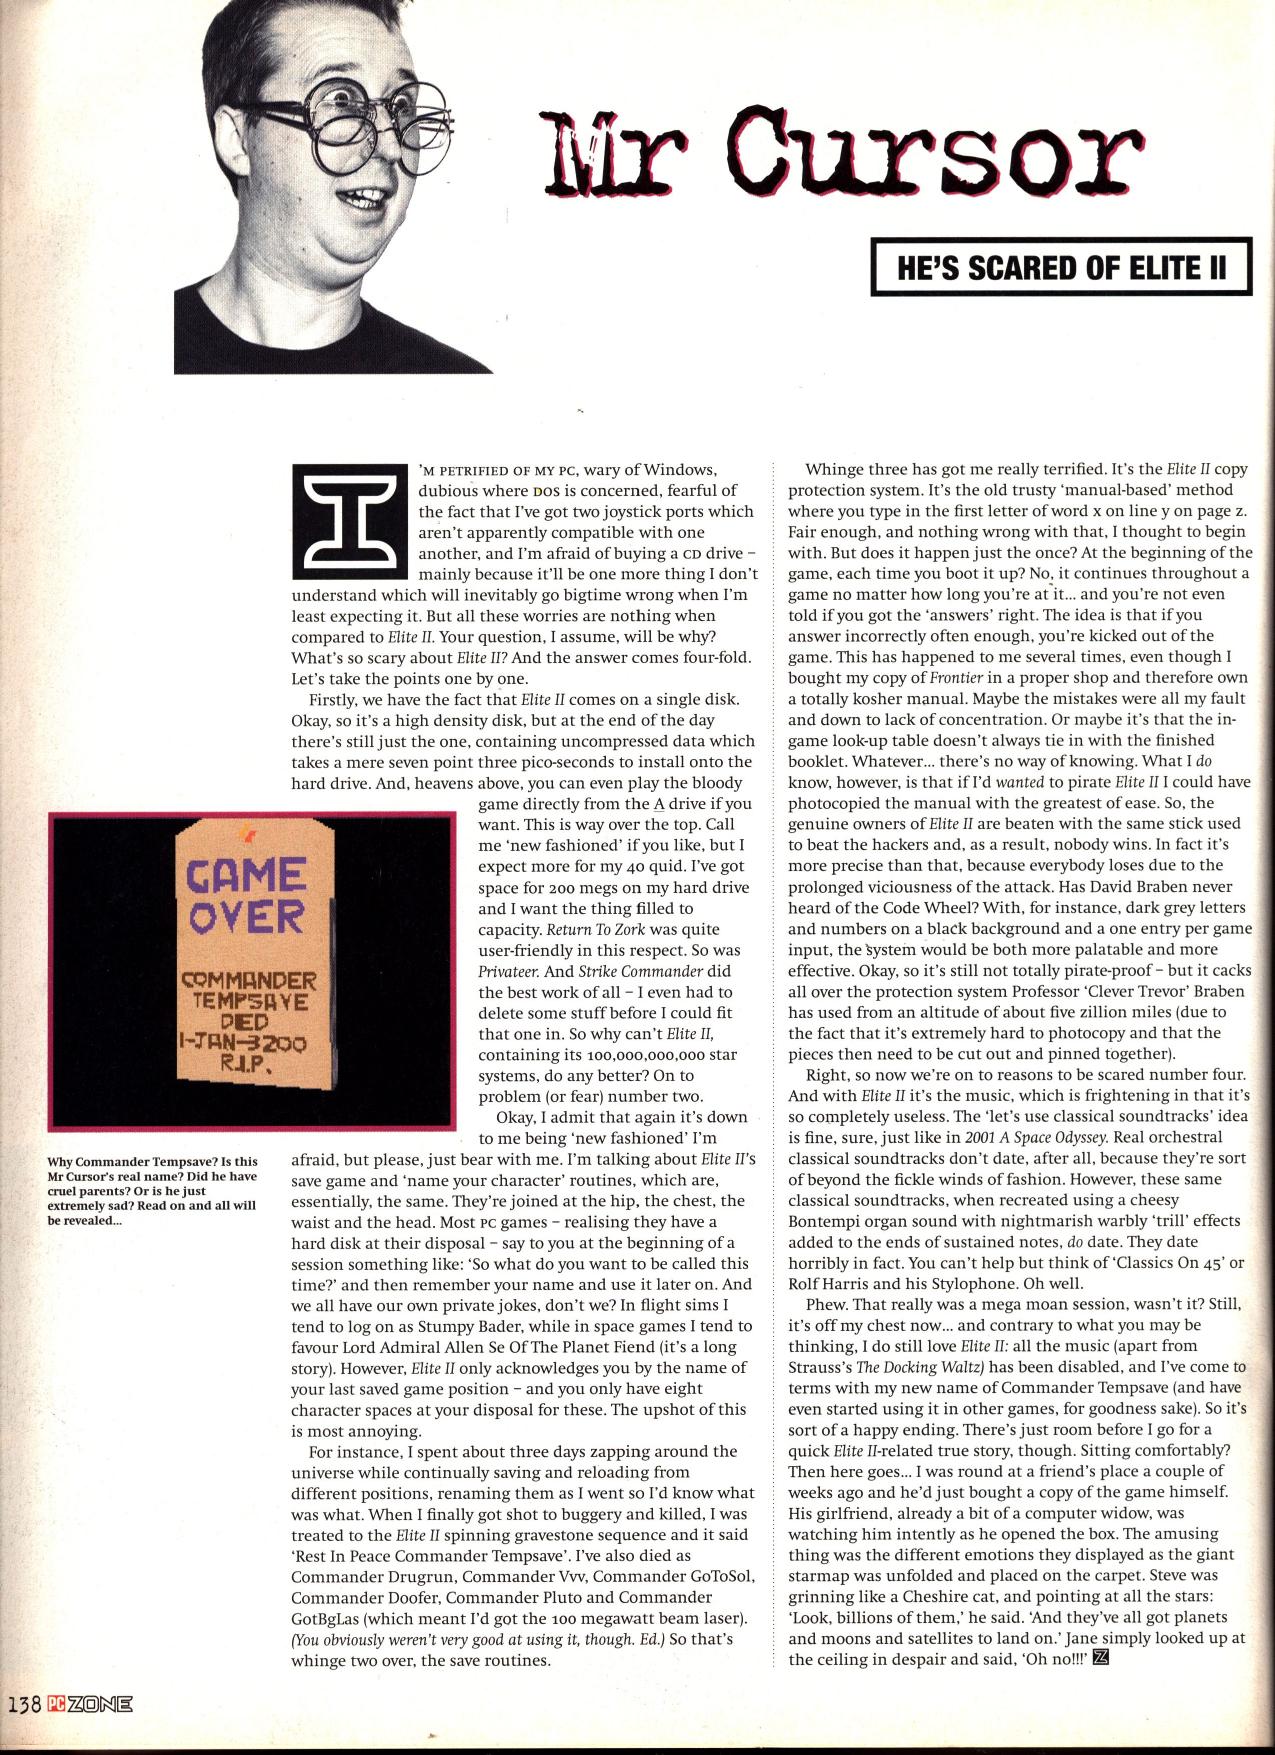 Mr Cursor
HE'S SCARED OF ELITE II
I'M PETRIFIED OF MY PC, wary of Windows,
dubious where DOS is concerned, fearful of
the fact that I've got two joystick ports which
aren't apparently compatible with one
another, and I'm afraid of buying a CD drive –
mainly because it'll be one more thing I don't
understand which will inevitably go bigtime wrong when I'm
least expecting it. But all these worries are nothing when
compared to Elite II. Your question, I assume, will be why?
What's so scary about Elite II? And the answer comes four-fold.
Let's take the points one by one.
Firstly, we have the fact that Elite II comes on a single disk.
Okay, so it's a high density disk, but at the end of the day
there's still just the one, containing uncompressed data which
takes a mere seven point three pico-seconds to install onto the
hard drive. And, heavens above, you can even play the bloody
game directly from the A drive if you
want. This is way over the top. Call
me 'new fashioned' if you like, but I
expect more for my 40 quid. I've got
space for 200 megs on my hard drive
and I want the thing filled to
capacity. Return To Zork was quite
user-friendly in this respect. So was
Privateer. And Strike Commander did
the best work of all – I even had to
delete some stuff before I could fit
that one in. So why can't Elite II,
containing its 100,000,000,000 star
systems, do any better? On to
problem (or fear) number two.
Okay, I admit that again it's down
to me being 'new fashioned' I'm
afraid, but please, just bear with me. I'm talking about Elite II's
save game and 'name your character' routines, which are,
essentially, the same. They're joined at the hip, the chest, the
waist and the head. Most PC games – realising they have a
hard disk at their disposal – say to you at the beginning of a
session something like: 'So what do you want to be called this
time?' and then remember your name and use it later on. And
we all have our own private jokes, don't we? In flight sims I
tend to log on as Stumpy Bader, while in space games I tend to
favour Lord Admiral Allen Se Of The Planet Fiend (it's a long
story). However, Elite II only acknowledges you by the name of
your last saved game position – and you only have eight
character spaces at your disposal for these. The upshot of this
is most annoying.
For instance, I spent about three days zapping around the
universe while continually saving and reloading from
different positions, renaming them as I went so I'd know what
was what. When I finally got shot to buggery and killed, I was
treated to the Elite II spinning gravestone sequence and it said
'Rest In Peace Commander Tempsave'. I've also died as
Commander Drugrun, Commander Vvv, Commander GoToSol,
Commander Doofer, Commander Pluto and Commander
GotBgLas (which meant I'd got the 100 megawatt beam laser).
(You obviously weren't very good at using it, though. Ed.) So that's
whinge two over, the save routines.
GAME
OVER
COMMANDER
TEMPSAVE
DED
1-JAN-3200
R.I.P.
Why Commander Tempsave? Is this
Mr Cursor's real name? Did he have
cruel parents? Or is he just
extremely sad? Read on and all will
be revealed...
Whinge three has got me really terrified. It's the Elite II copy
protection system. It's the old trusty 'manual-based' method
where you type in the first letter of word x on line y on page z.
Fair enough, and nothing wrong with that, I thought to begin
with. But does it happen just the once? At the beginning of the
game, each time you boot it up? No, it continues throughout a
game no matter how long you're at it... and you're not even
told if you got the 'answers' right. The idea is that if you
answer incorrectly often enough, you're kicked out of the
game. This has happened to me several times, even though I
bought my copy of Frontier in a proper shop and therefore own
a totally kosher manual. Maybe the mistakes were all my fault
and down to lack of concentration. Or maybe it's that the in-
game look-up table doesn't always tie in with the finished
booklet. Whatever... there's no way of knowing. What I do
know, however, is that if I'd wanted to pirate Elite II I could have
photocopied the manual with the greatest of ease. So, the
genuine owners of Elite II are beaten with the same stick used
to beat the hackers and, as a result, nobody wins. In fact it's
more precise than that, because everybody loses due to the
prolonged viciousness of the attack. Has David Braben never
heard of the Code Wheel? With, for instance, dark grey letters
and numbers on a black background and a one entry per game
input, the system would be both more palatable and more
effective. Okay, so it's still not totally pirate-proof – but it cacks
all over the protection system Professor 'Clever Trevor' Braben
has used from an altitude of about five zillion miles (due to
the fact that it's extremely hard to photocopy and that the
pieces then need to be cut out and pinned together).
Right, so now we're on to reasons to be scared number four.
And with Elite II it's the music, which is frightening in that it's
so completely useless. The 'let's use classical soundtracks' idea
is fine, sure, just like in 2001 A Space Odyssey. Real orchestral
classical soundtracks don't date, after all, because they're sort
of beyond the fickle winds of fashion. However, these same
classical soundtracks, when recreated using a cheesy
Bontempi organ sound with nightmarish warbly 'trill' effects
added to the ends of sustained notes, do date. They date
horribly in fact. You can't help but think of 'Classics On 45' or
Rolf Harris and his Stylophone. Oh well.
Phew. That really was a mega moan session, wasn't it? Still,
it's off my chest now... and contrary to what you may be
thinking, I do still love Elite II: all the music (apart from
Strauss's The Docking Waltz) has been disabled, and I've come to
terms with my new name of Commander Tempsave (and have
even started using it in other games, for goodness sake). So it's
sort of a happy ending. There's just room before I go for a
quick Elite II-related true story, though. Sitting comfortably?
Then here goes... I was round at a friend's place a couple of
weeks ago and he'd just bought a copy of the game himself.
His girlfriend, already a bit of a computer widow, was
watching him intently as he opened the box. The amusing
thing was the different emotions they displayed as the giant
starmap was unfolded and placed on the carpet. Steve was
grinning like a Cheshire cat, and pointing at all the stars:
'Look, billions of them,' he said. 'And they've all got planets
and moons and satellites to land on.' Jane simply looked up at
the ceiling in despair and said, 'Oh no!!!' Z
138 PC ZONE